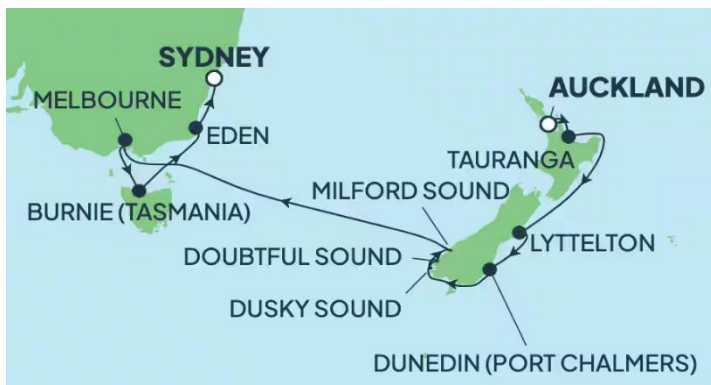 SYDNEY
MELBOURNE
AUCKLAND
EDEN
TAURANGA
MILFORD SOUND
BURNIE (TASMANIA)
LYTTELTON
DOUBTFUL SOUND
DUSKY SOUND
DUNEDIN (PORT CHALMERS)